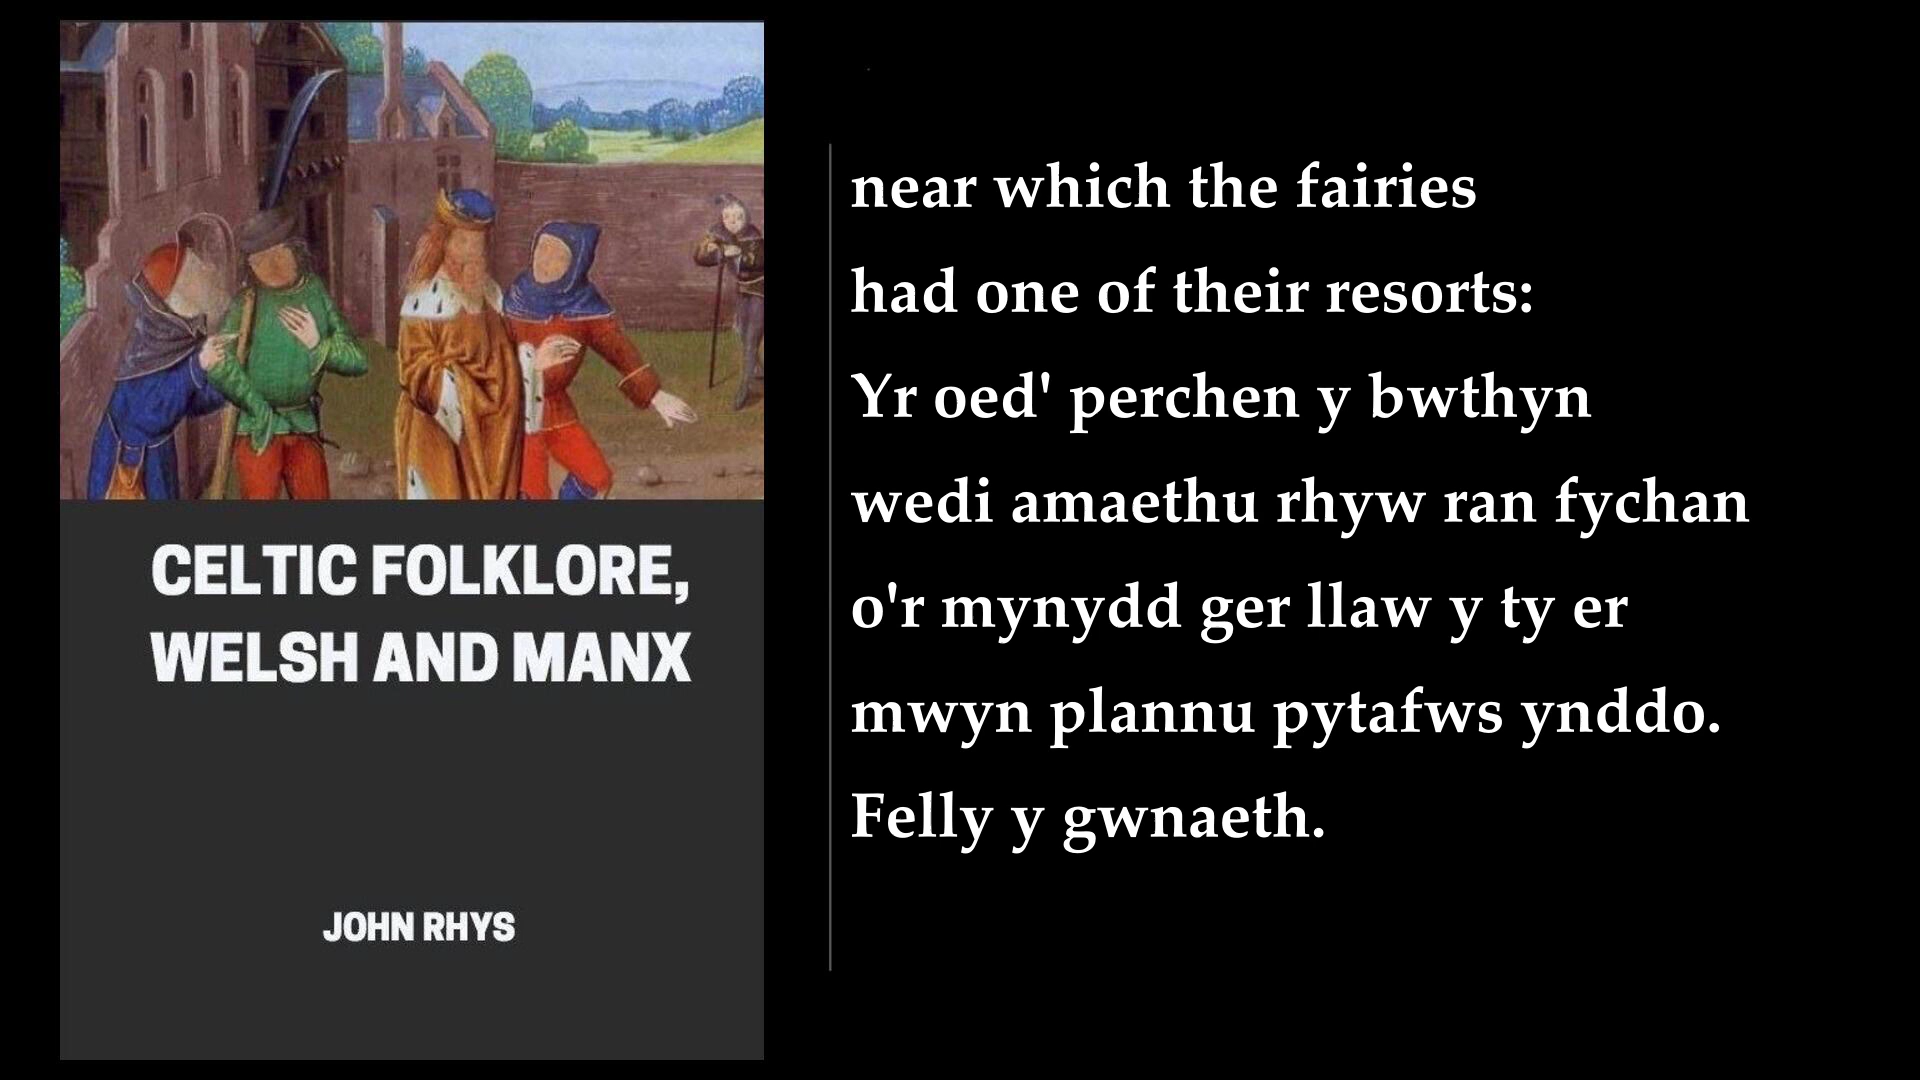 CELTIC FOLKLORE,
WELSH AND MANX
JOHN RHYS
near which the fairies
had one of their resorts:
Yr oed' perchen y bwthyn
wedi amaethu rhyw ran fychan
o'r mynydd ger llaw y ty er
mwyn plannu pytafws ynddo.
Felly y gwnaeth.